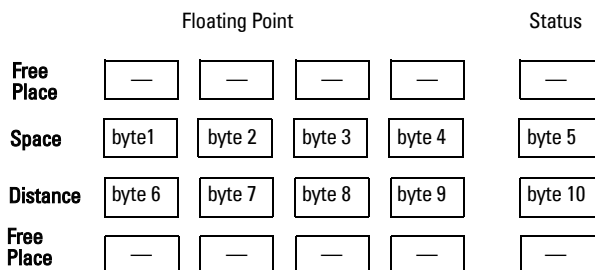 Floating Point Status
Free Place — — — — —
Space byte1 byte 2 byte 3 byte 4 byte 5
Distance byte 6 byte 7 byte 8 byte 9 byte 10
Free Place — — — — —